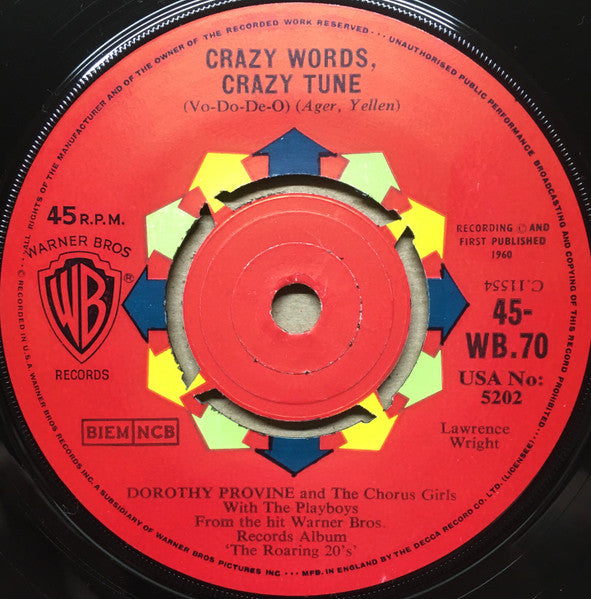 CRAZY WORDS,
CRAZY TUNE
(Vo-Do-De-O) (Ager, Yellen)
ALL RIGHTS OF THE MANUFACTURER AND OF THE OWNER OF THE RECORDED WORK RESERVED... UNAUTHORISED PUBLIC PERFORMANCE BROADCASTING AND COPYING OF THIS RECORD PROHIBITED.
45 R.P.M.
WARNER BROS
WB
®
RECORDS
RECORDING © AND
FIRST PUBLISHED
1960
C.11554
45-
WB.70
USA No:
5202
BIEM NCB
Lawrence
Wright
DOROTHY PROVINE and The Chorus Girls
With The Playboys
From the hit Warner Bros.
Records Album
'The Roaring 20's'
© RECORDED IN U.S.A. WARNER BROS RECORDS INC. A SUBSIDIARY OF WARNER BROS PICTURES INC. ... MFD. IN ENGLAND BY THE DECCA RECORD CO. LTD. (LICENSEE)...